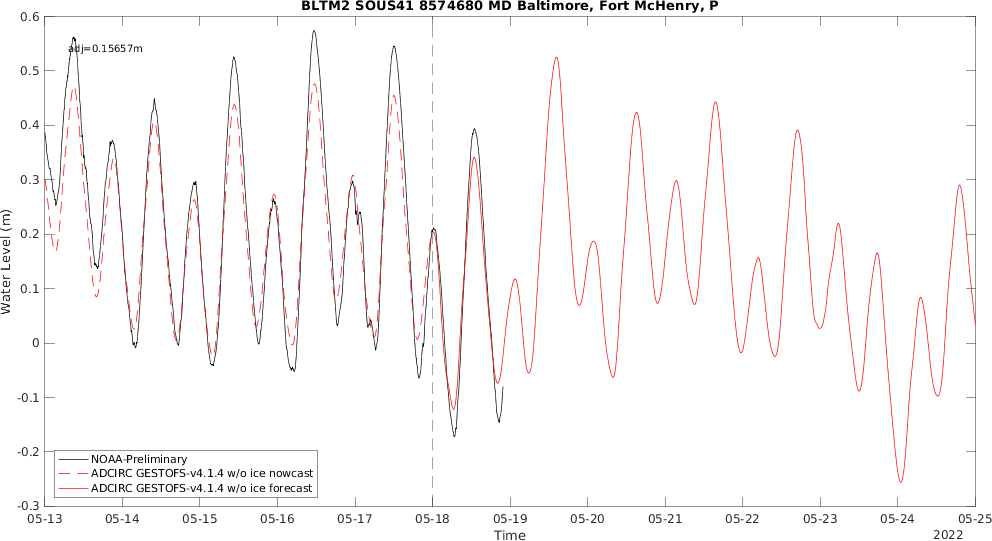 BLTM2 SOUS41 8574680 MD Baltimore, Fort McHenry, P
adj=0.15657m
0.6
0.5
0.4
0.3
0.2
0.1
0
-0.1
-0.2
-0.3
Water Level (m)
NOAA-Preliminary
ADCIRC GESTOFS-v4.1.4 w/o ice nowcast
ADCIRC GESTOFS-v4.1.4 w/o ice forecast
05-13 05-14 05-15 05-16 05-17 05-18 05-19 05-20 05-21 05-22 05-23 05-24 05-25
Time
2022